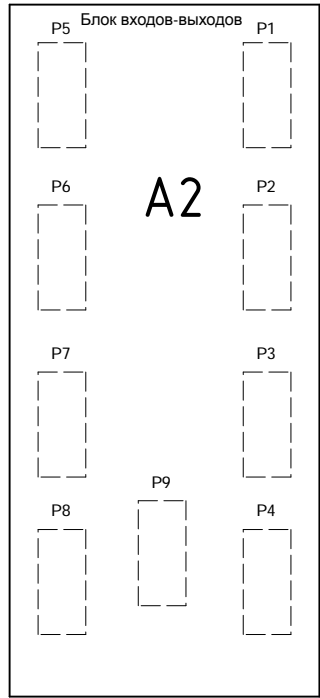 Блок входов-выходов
P5 P1
A2
P6 P2
P7 P3
P9
P8 P4